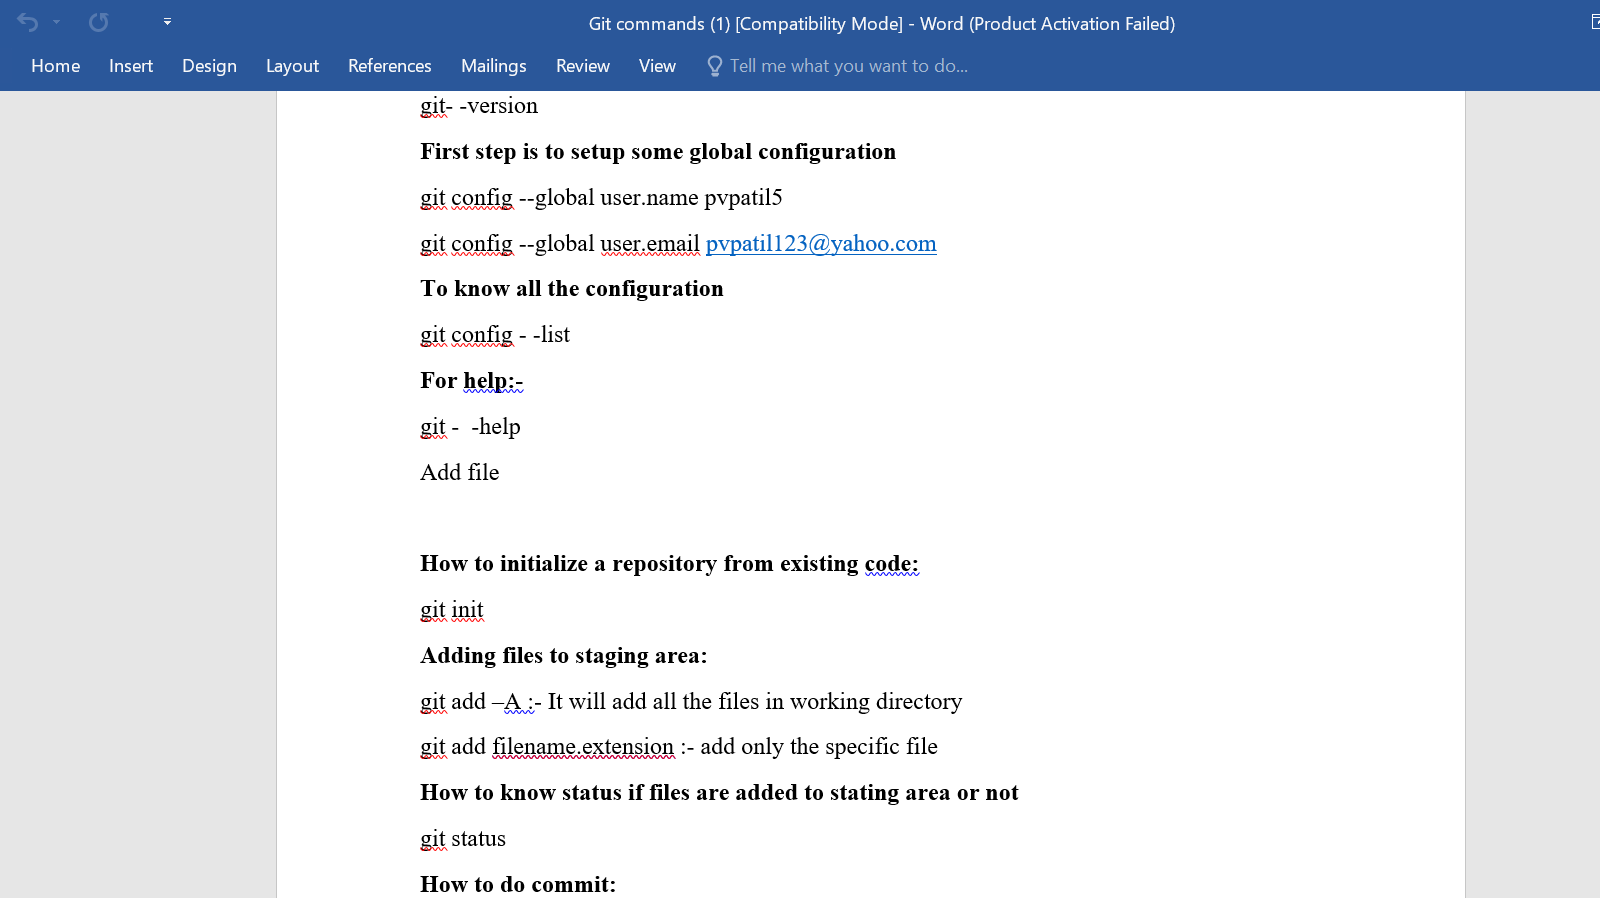 Git commands (1) [Compatibility Mode] - Word (Product Activation Failed)
Home Insert Design Layout References Mailings Review View Tell me what you want to do...
git- -version
First step is to setup some global configuration
git config --global user.name pvpatil5
git config --global user.email pvpatil123@yahoo.com
To know all the configuration
git config - -list
For help:-
git -  -help
Add file
How to initialize a repository from existing code:
git init
Adding files to staging area:
git add –A :- It will add all the files in working directory
git add filename.extension :- add only the specific file
How to know status if files are added to stating area or not
git status
How to do commit: